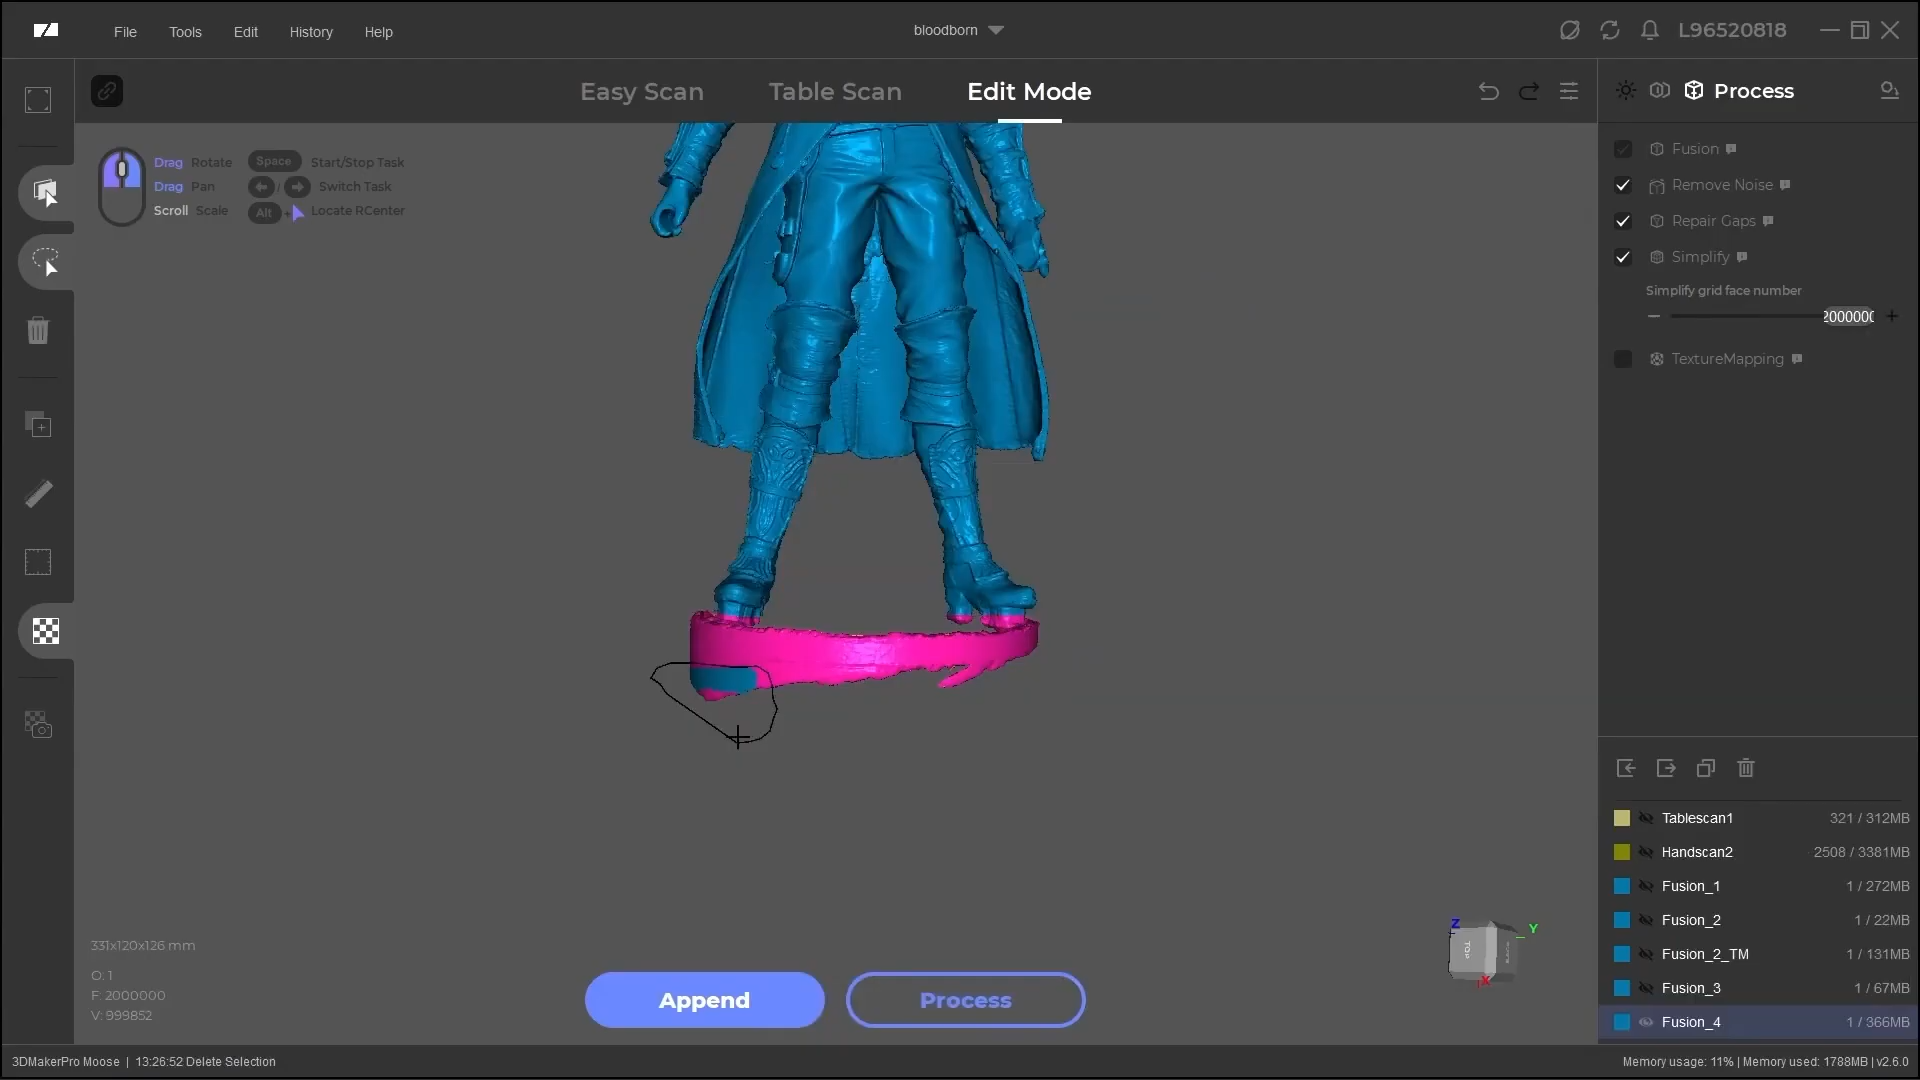 File Tools Edit History Help
bloodborn
L96520818
Easy Scan Table Scan Edit Mode
Process
Drag Rotate Space Start/Stop Task
Drag Pan / Switch Task
Scroll Scale Alt + Locate RCenter
Fusion
Remove Noise
Repair Gaps
Simplify
Simplify grid face number
2000000
TextureMapping
Tablescan1 321 / 312MB
Handscan2 2508 / 3381MB
Fusion_1 1 / 272MB
Fusion_2 1 / 22MB
Fusion_2_TM 1 / 131MB
Fusion_3 1 / 67MB
Fusion_4 1 / 366MB
Z Y
TOP
X
331x120x126 mm
O: 1
F: 2000000
V: 999852
Append Process
3DMakerPro Moose | 13:26:52 Delete Selection
Memory usage: 11% | Memory used: 1788MB | v2.6.0